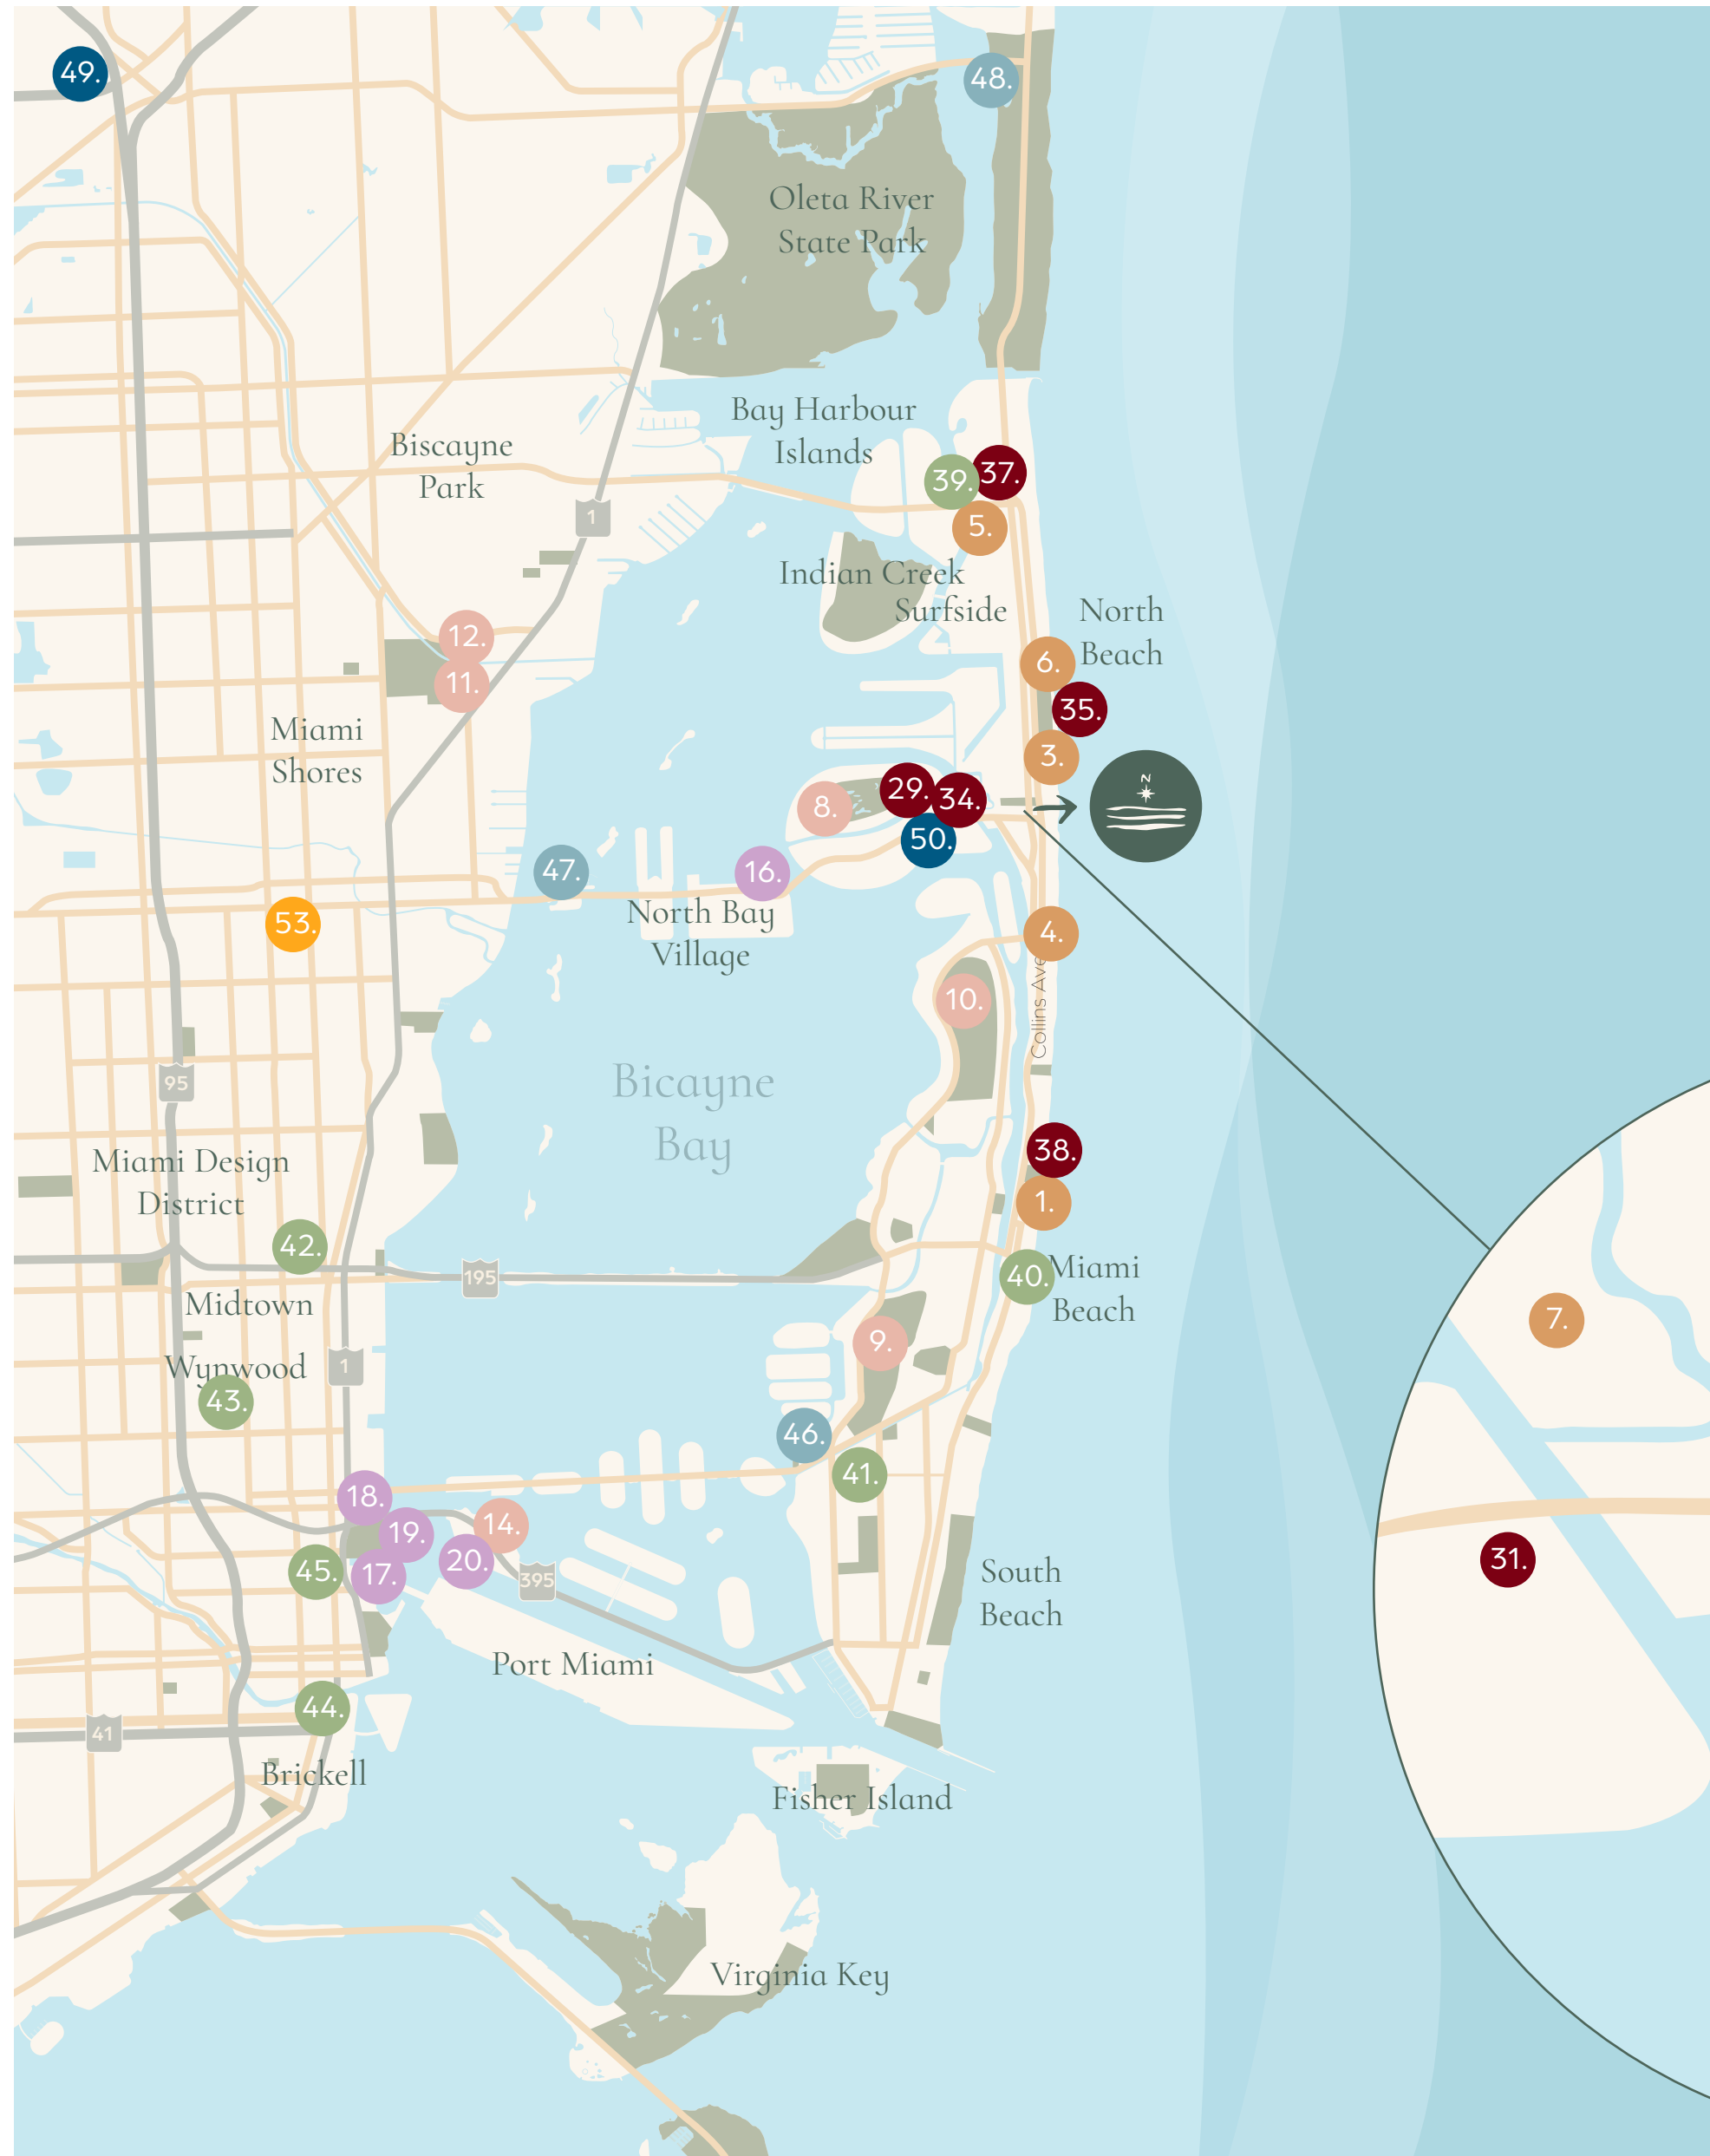 49.
48.
Oleta River
State Park
Bay Harbour
Islands
Biscayne
Park
37.
39.
1
5.
Indian Creek
Surfside
North
Beach
12.
6.
11.
35.
Miami
Shores
3.
N
29.
34.
8.
50.
47.
16.
53.
North Bay
Village
4.
10.
Collins Ave
Bicayne
Bay
95
38.
Miami Design
District
1.
42.
195
40.
Miami
Beach
Midtown
7.
9.
Wynwood
1
43.
46.
41.
18.
19.
14.
31.
45.
17.
20.
395
South
Beach
Port Miami
44.
41
Brickell
Fisher Island
Virginia Key